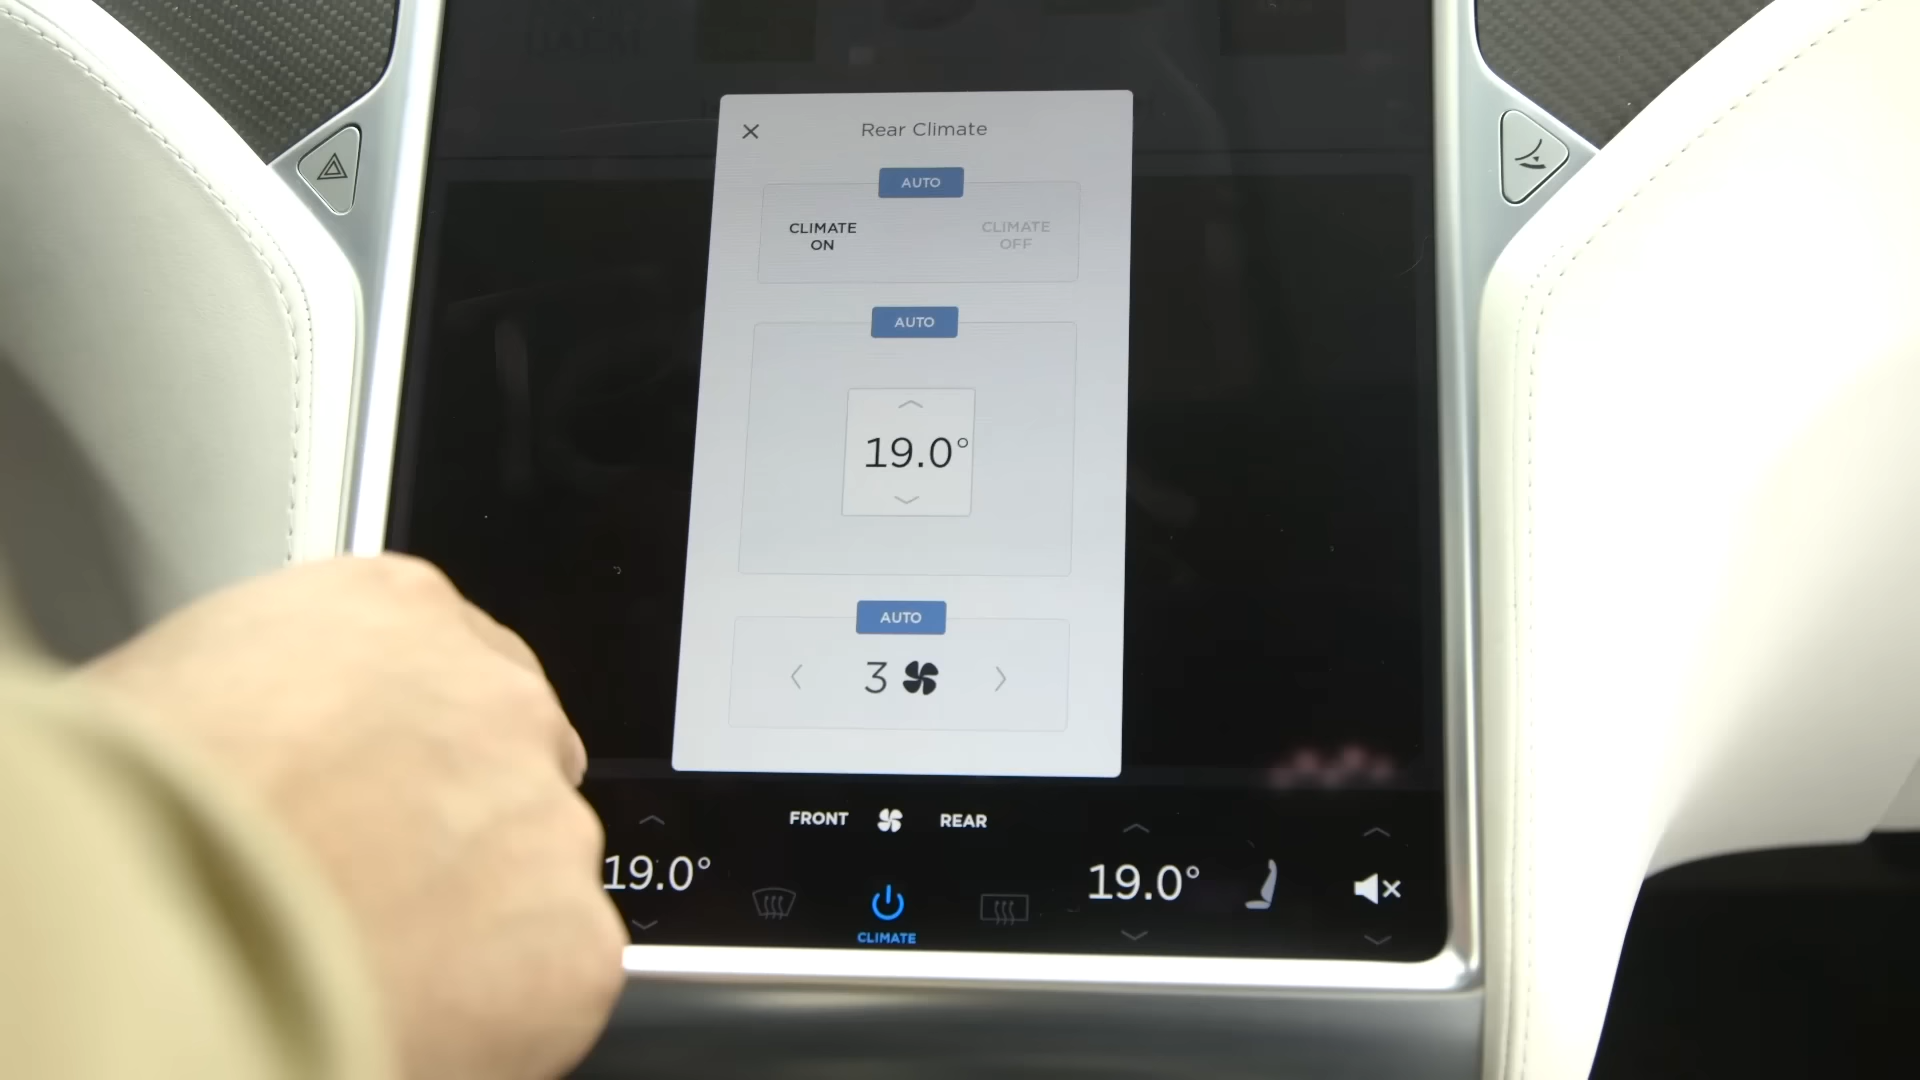 Rear Climate
AUTO
CLIMATE ON
CLIMATE OFF
AUTO
19.0°
AUTO
3
FRONT REAR
19.0°
19.0°
CLIMATE